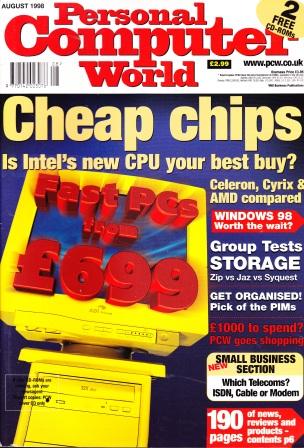 AUGUST 1998
Personal
Computer
World
2
FREE
CD-ROMs
£2.99
www.pcw.co.uk
08
Cheap chips
Is Intel's new CPU your best buy?
Fast PCs
from
£699
Celeron, Cyrix &
AMD compared
WINDOWS 98
Worth the wait?
Group Tests
STORAGE
Zip vs Jaz vs Syquest
GET ORGANISED!
Pick of the PIMs
£1000 to spend?
PCW goes shopping
SMALL BUSINESS
NEW SECTION
Which Telecoms?
ISDN, Cable or Modem
190
pages
of news,
reviews and
products -
contents p6